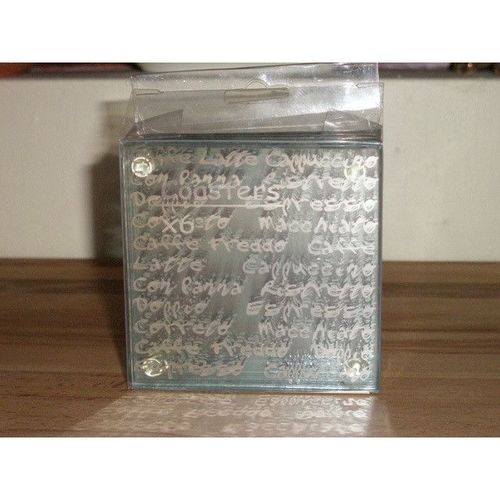 Latte Cappuccino
Con Panna Espresso
coasters
Doppio Espresso
x6
Corretto Macchiato
Caffe Freddo Caffe
Latte Cappuccino
Con Panna Espresso
Doppio Espresso
Corretto Macchiato
Caffe Freddo